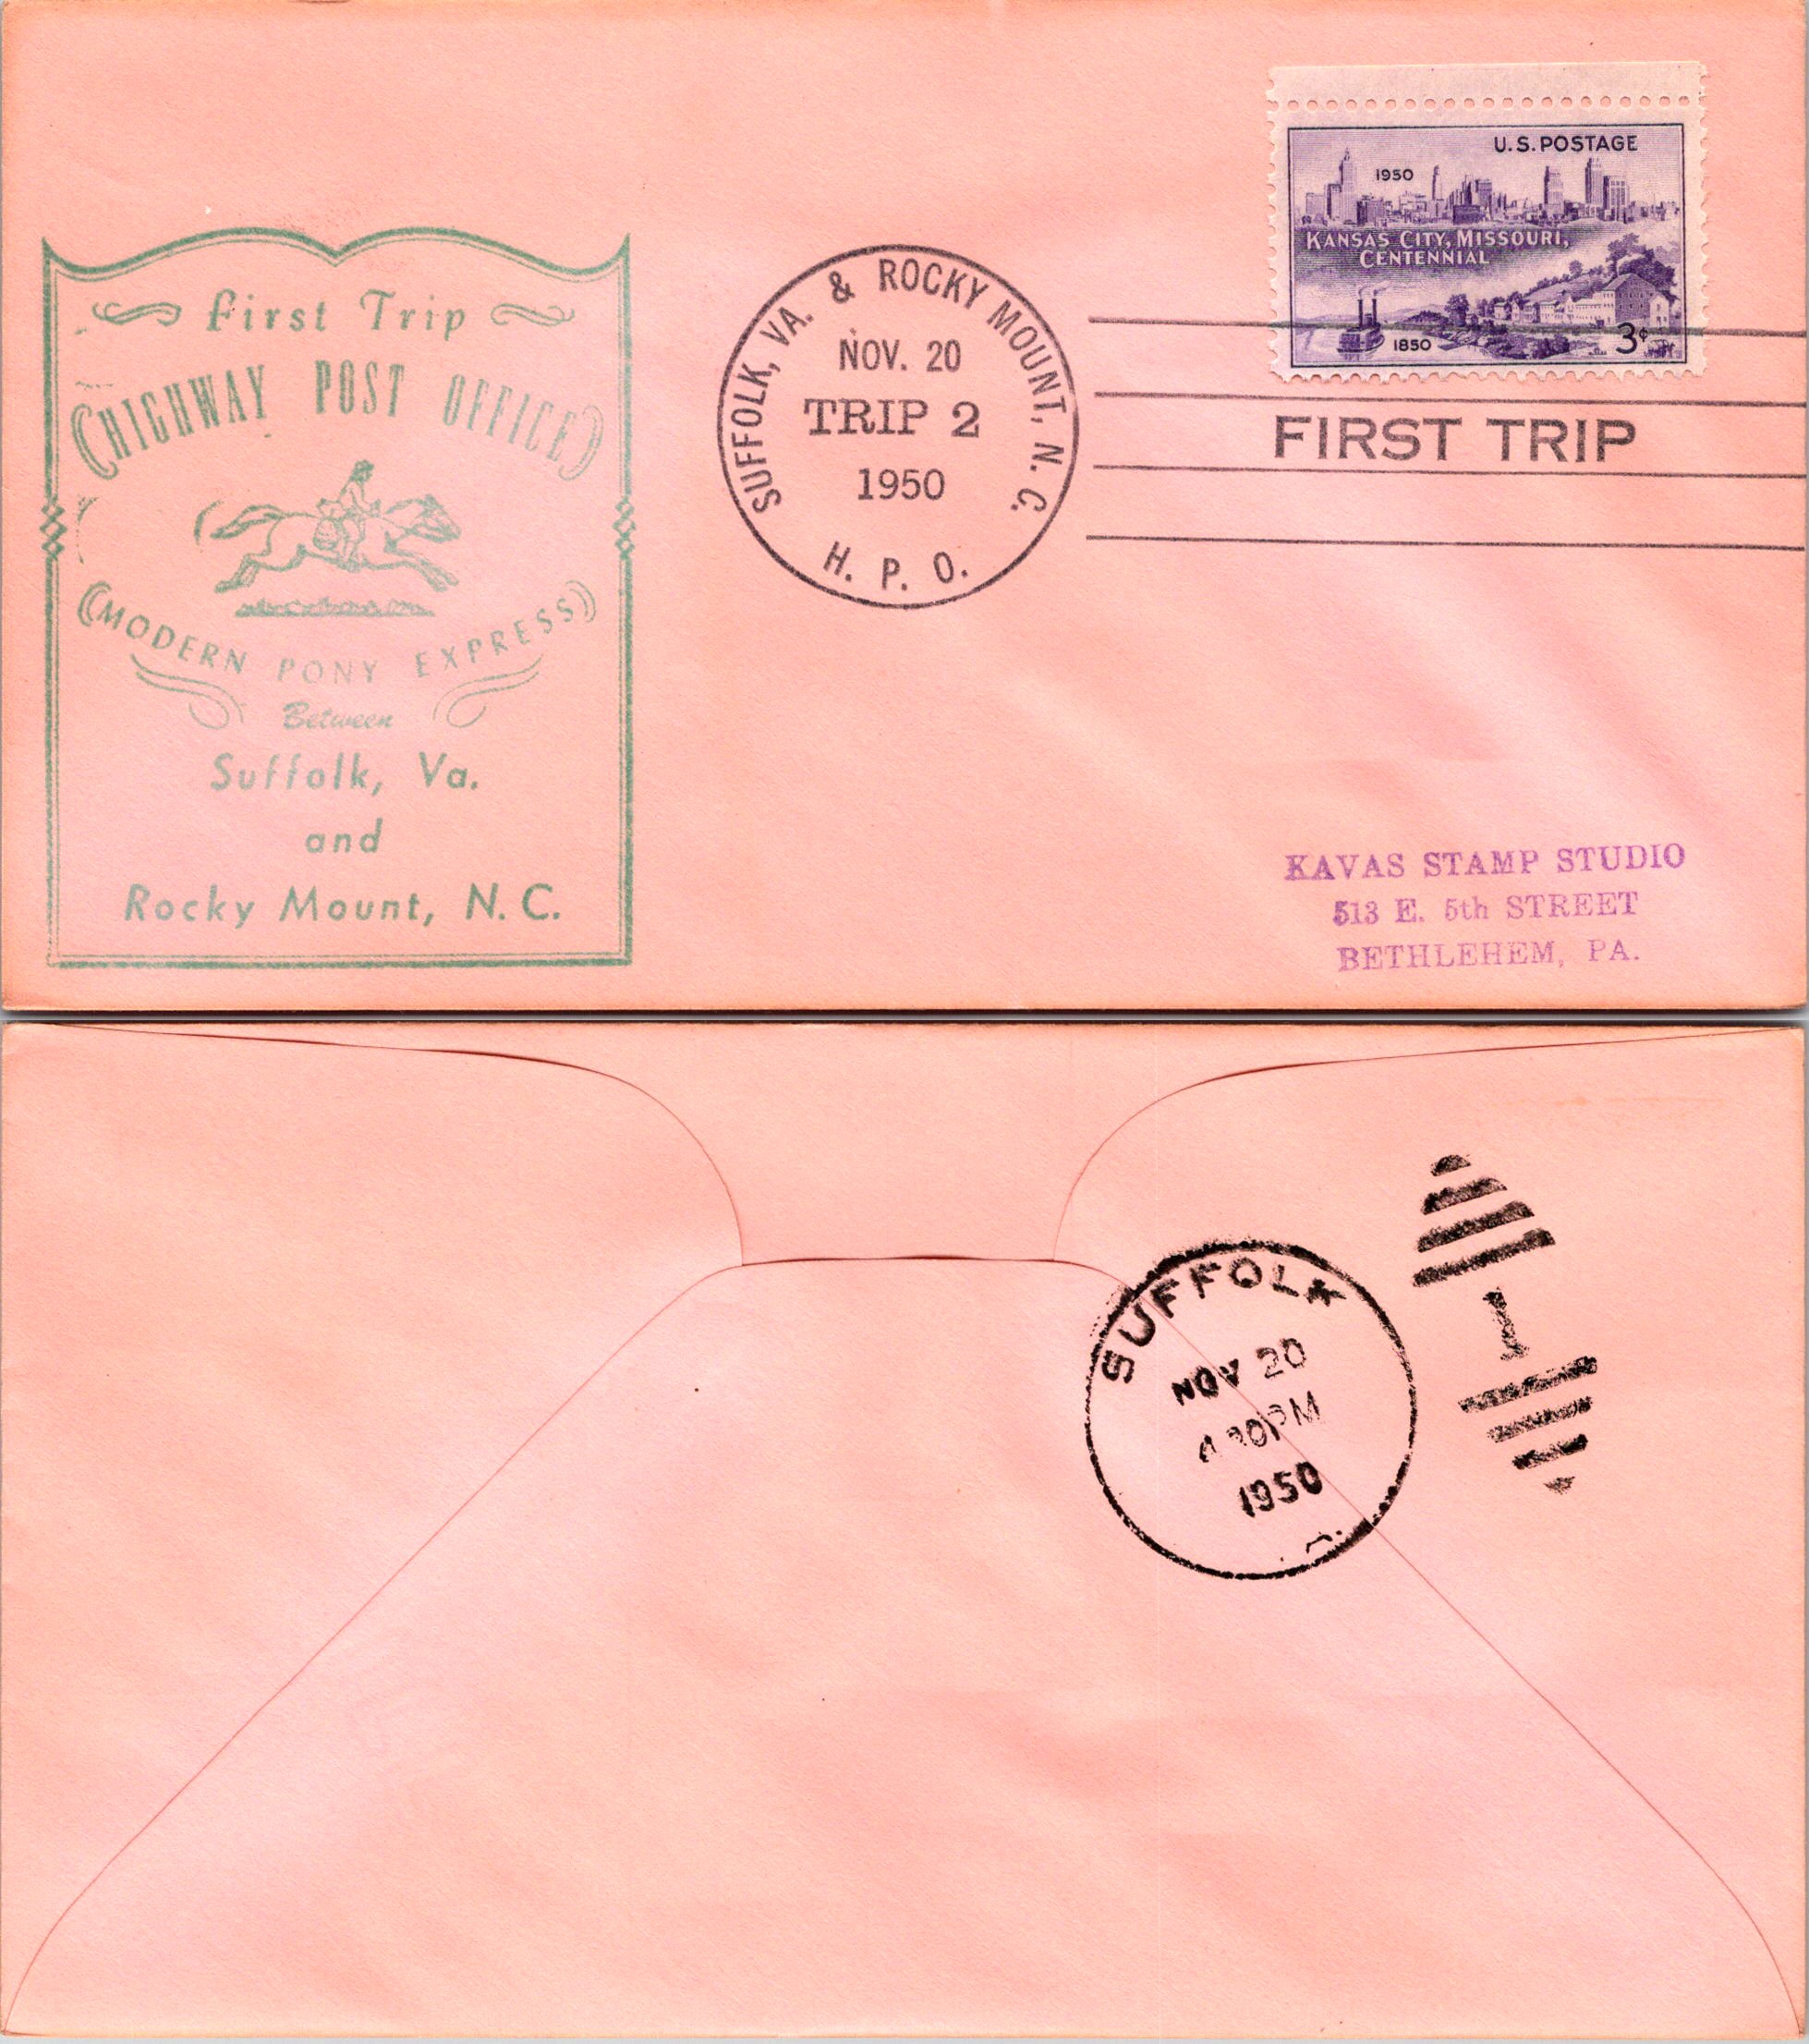 First Trip
HIGHWAY POST OFFICE
MODERN PONY EXPRESS
Between
Suffolk, Va.
and
Rocky Mount, N. C.
SUFFOLK, VA. & ROCKY MOUNT, N. C.
NOV. 20
TRIP 2
1950
H. P. O.
U.S. POSTAGE
1950
KANSAS CITY, MISSOURI,
CENTENNIAL
1850
3¢
FIRST TRIP
KAVAS STAMP STUDIO
513 E. 5th STREET
BETHLEHEM, PA.
SUFFOLK
NOV 20
4 30PM
1950
1